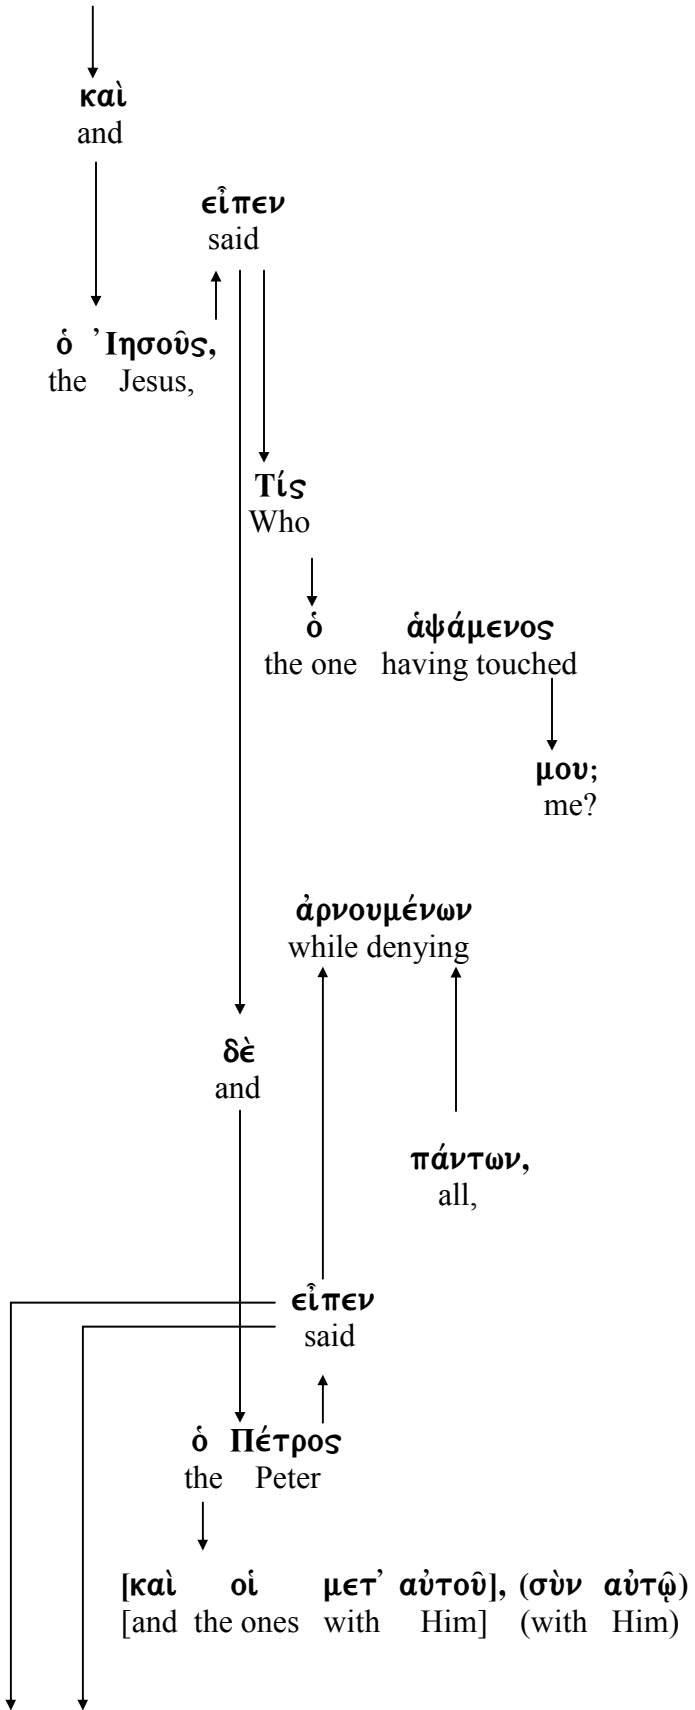 καὶ
and
εἶπεν
said
ὁ Ἰησοῦς,
the Jesus,
Τίς
Who
ὁ ἁψάμενος
the one having touched
μου;
me?
ἀρνουμένων
while denying
δὲ
and
πάντων,
all,
εἶπεν
said
ὁ Πέτρος
the Peter
[καὶ οἱ μετ’ αὐτοῦ], (σὺν αὐτῷ)
[and the ones with Him] (with Him)